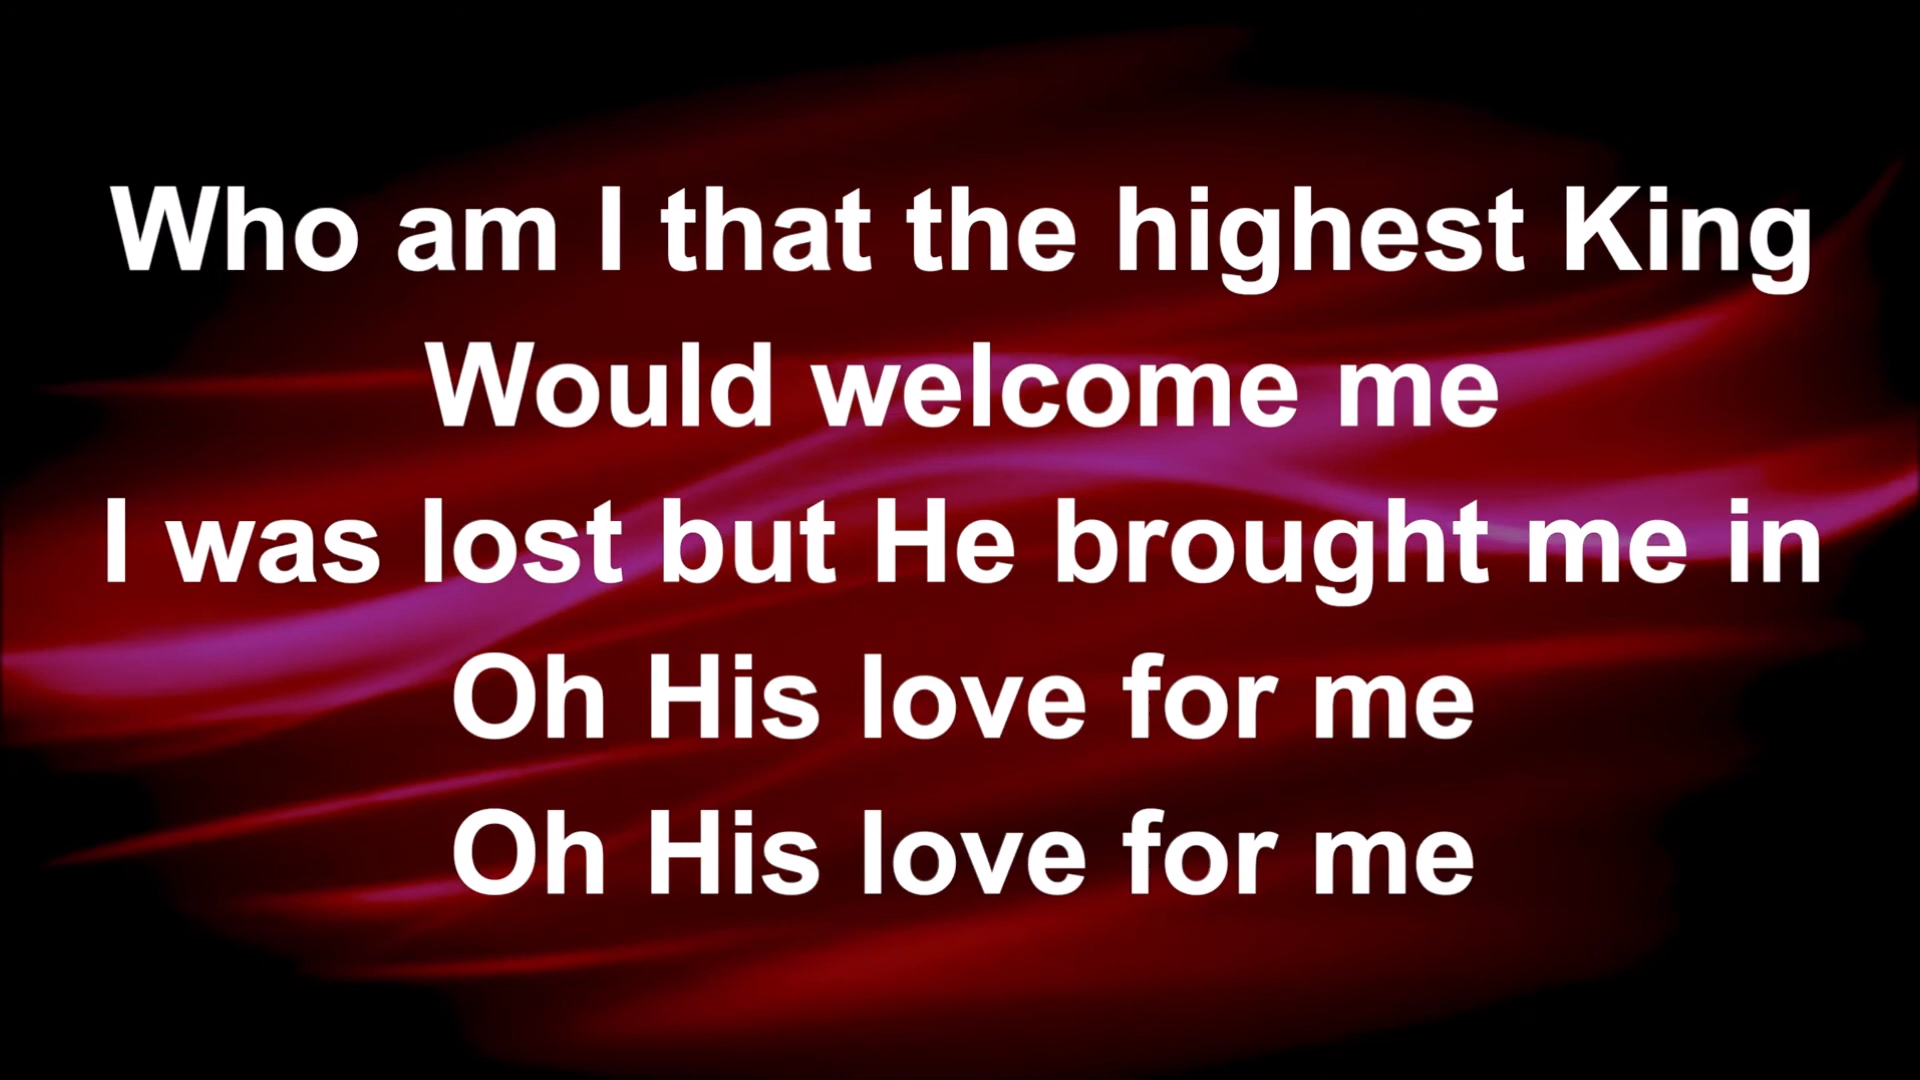 Who am I that the highest King
Would welcome me
I was lost but He brought me in
Oh His love for me
Oh His love for me